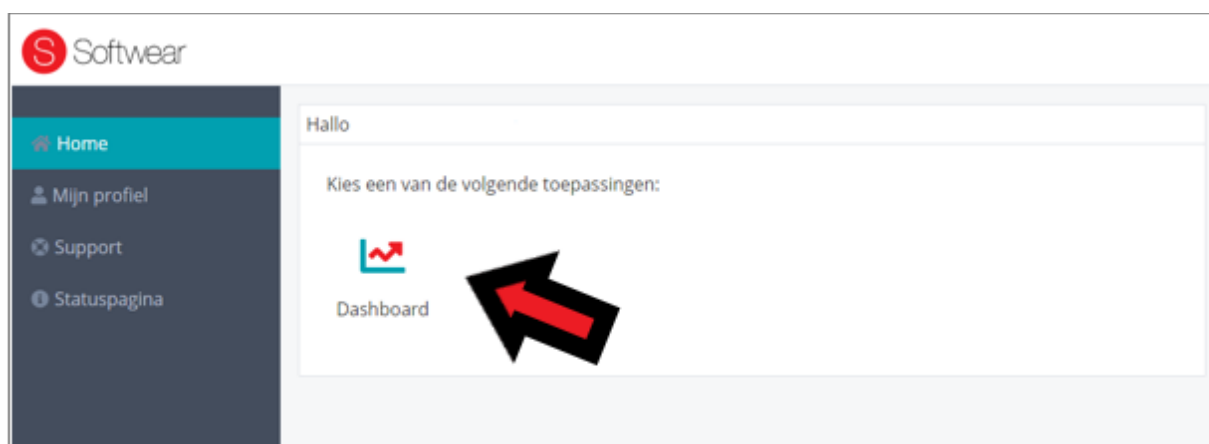 S Softwear
Home
Mijn profiel
Support
Statuspagina
Hallo
Kies een van de volgende toepassingen:
Dashboard